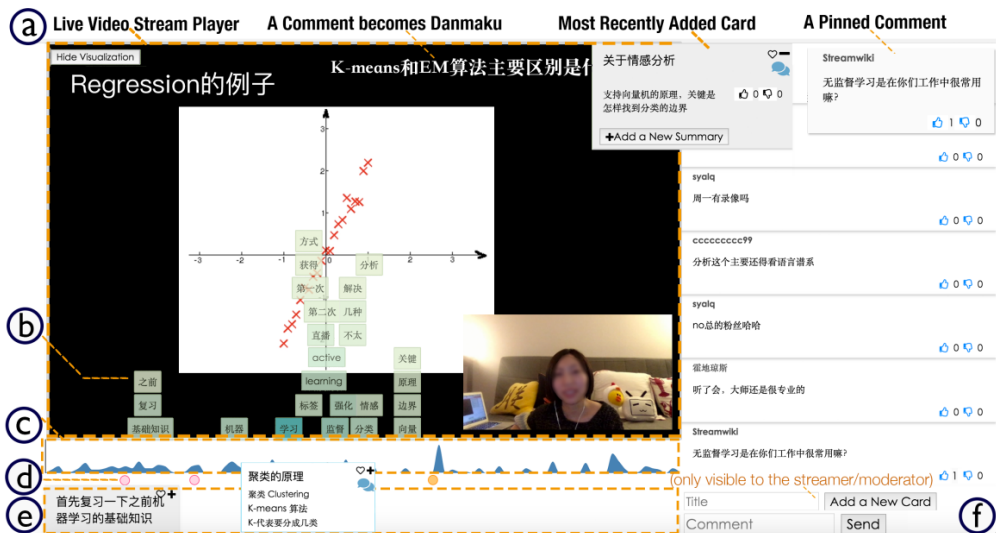 a
Live Video Stream Player
A Comment becomes Danmaku
Most Recently Added Card
A Pinned Comment
Hide Visualization
K-means和EM算法主要区别是什
Regression的例子
关于情感分析
支持向量机的原理，关键是
怎样找到分类的边界
0 0
+Add a New Summary
Streamwiki
无监督学习是在你们工作中很常用
嘛?
1 0
0 0
syalq
周一有录像吗
0 0
ccccccccc99
分析这个主要还得看语言谱系
0 0
syalq
no总的粉丝哈哈
0 0
霍地琼斯
听了会，大师还是很专业的
0 0
Streamwiki
无监督学习是在你们工作中很常用嘛?
1 0
3
2
1
-3 -2 -1 0 1 2 3
方式
获得 分析
第一次 解决
第二次 几种
直播 不太
active 关键
b
之前 learning 原理
复习 标签 强化 情感 边界
基础知识 机器 学习 监督 分类 向量
c
d
e
首先复习一下之前机
器学习的基础知识
聚类的原理
聚类 Clustering
K-means 算法
K-代表要分成几类
(only visible to the streamer/moderator)
Title
Add a New Card
Comment
Send
f